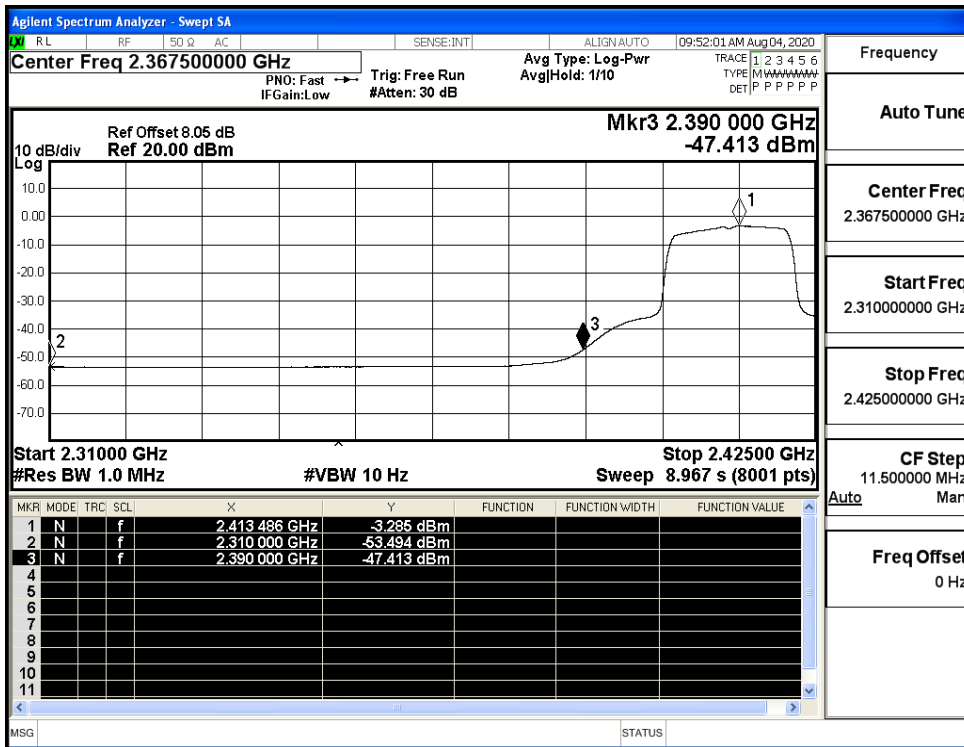 Agilent Spectrum Analyzer - Swept SA
LXI RL RF 50 Ω AC SENSE:INT ALIGN AUTO 09:52:01 AM Aug 04, 2020
Center Freq 2.367500000 GHz
PNO: Fast
IFGain:Low
Trig: Free Run
#Atten: 30 dB
Avg Type: Log-Pwr
Avg|Hold: 1/10
TRACE 1 2 3 4 5 6
TYPE M WWWWW
DET P P P P P P
Mkr3 2.390 000 GHz
-47.413 dBm
Ref Offset 8.05 dB
10 dB/div Ref 20.00 dBm
Log
10.0
0.00
-10.0
-20.0
-30.0
-40.0
-50.0
-60.0
-70.0
1
2
3
Start 2.31000 GHz Stop 2.42500 GHz
#Res BW 1.0 MHz #VBW 10 Hz Sweep 8.967 s (8001 pts)
MKR MODE TRC SCL X Y FUNCTION FUNCTION WIDTH FUNCTION VALUE
1 N f 2.413 486 GHz -3.285 dBm
2 N f 2.310 000 GHz -53.494 dBm
3 N f 2.390 000 GHz -47.413 dBm
4
5
6
7
8
9
10
11
MSG STATUS
Frequency
Auto Tune
Center Freq
2.367500000 GHz
Start Freq
2.310000000 GHz
Stop Freq
2.425000000 GHz
CF Step
11.500000 MHz
Auto Man
Freq Offset
0 Hz